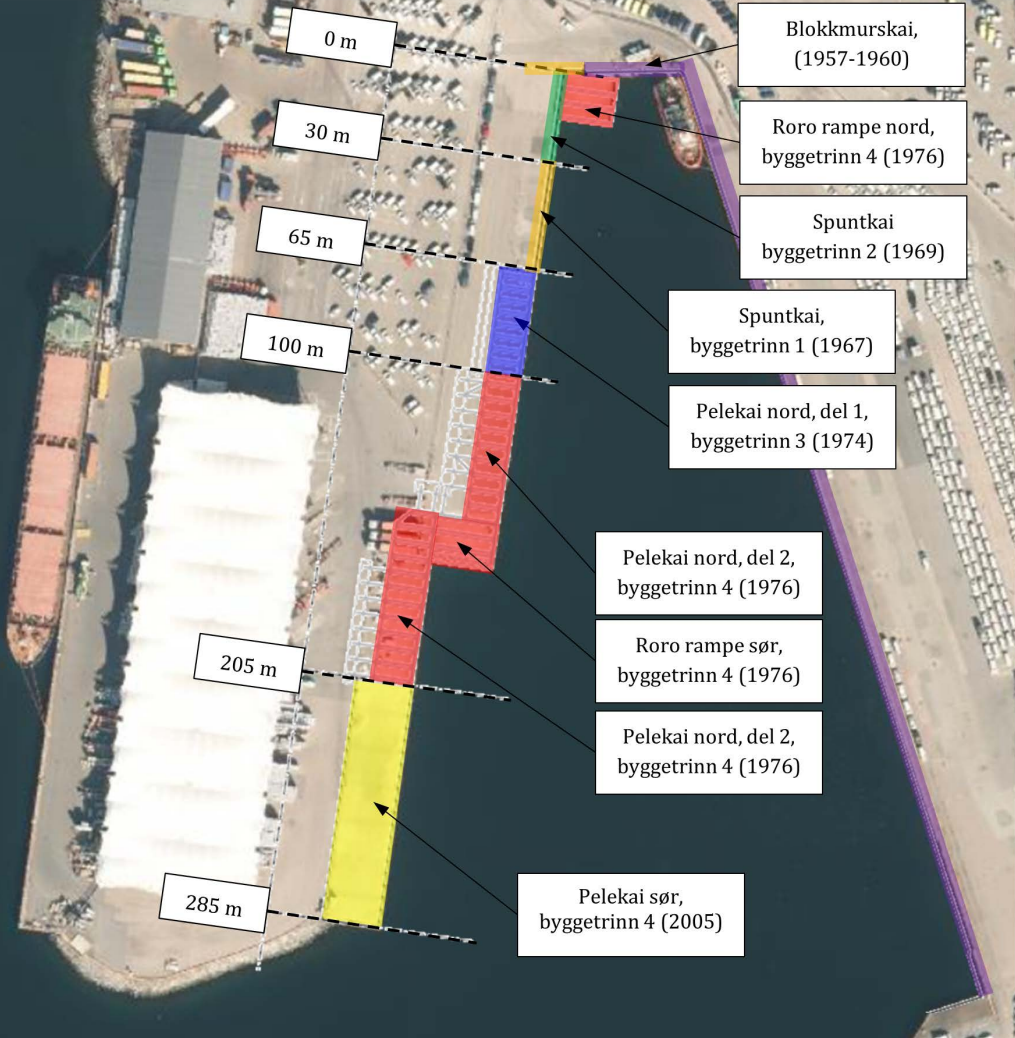 0 m
30 m
65 m
100 m
205 m
285 m
Blokkmurskai,
(1957-1960)
Roro rampe nord,
byggetrinn 4 (1976)
Spuntkai
byggetrinn 2 (1969)
Spuntkai,
byggetrinn 1 (1967)
Pelekai nord, del 1,
byggetrinn 3 (1974)
Pelekai nord, del 2,
byggetrinn 4 (1976)
Roro rampe sør,
byggetrinn 4 (1976)
Pelekai nord, del 2,
byggetrinn 4 (1976)
Pelekai sør,
byggetrinn 4 (2005)